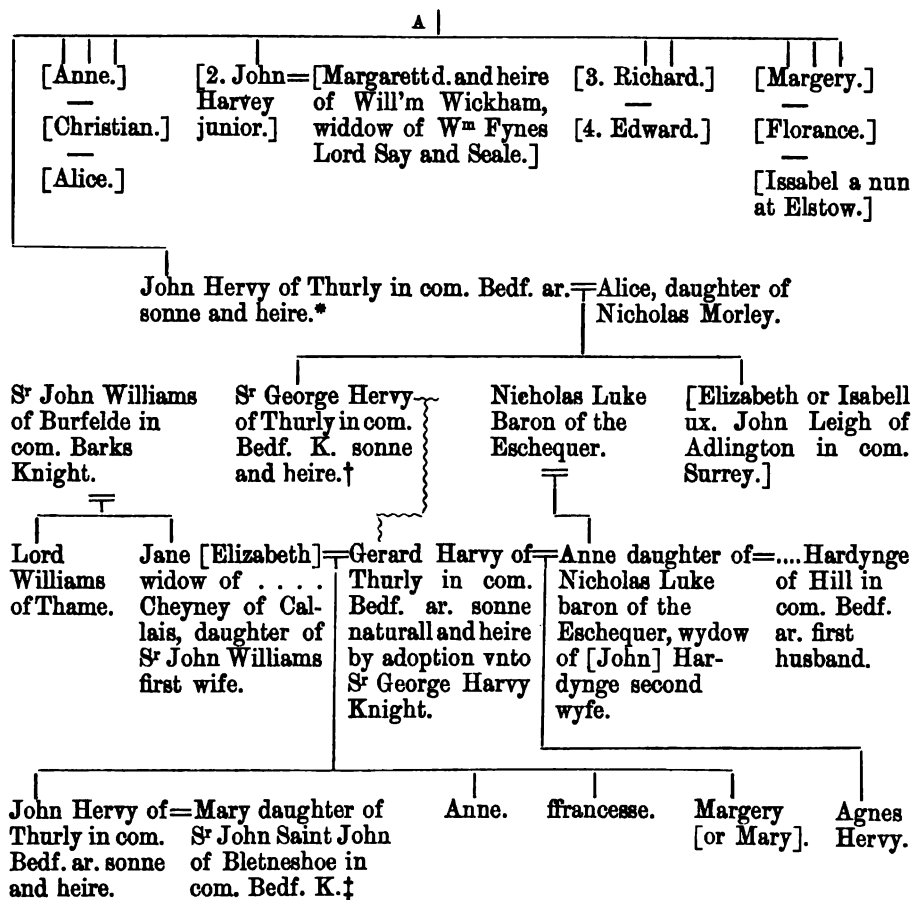 A
[Anne.]
[Christian.]
[Alice.]
[2. John=
Harvey
junior.]
[Margarett d. and heire
of Will'm Wickham,
widdow of Wᵐ Fynes
Lord Say and Seale.]
[3. Richard.]
[4. Edward.]
[Margery.]
[Florance.]
[Issabel a nun
at Elstow.]
John Hervy of Thurly in com. Bedf. ar.=
sonne and heire.*
Alice, daughter of
Nicholas Morley.
Sʳ John Williams
of Burfelde in
com. Barks
Knight.
Sʳ George Hervy
of Thurly in com.
Bedf. K. sonne
and heire.†
Nicholas Luke
Baron of the
Eschequer.
[Elizabeth or Isabell
ux. John Leigh of
Adlington in com.
Surrey.]
Lord
Williams
of Thame.
Jane [Elizabeth]=
widow of . . . .
Cheyney of Cal-
lais, daughter of
Sʳ John Williams
first wife.
Gerard Harvy of=
Thurly in com.
Bedf. ar. sonne
naturall and heire
by adoption vnto
Sʳ George Harvy
Knight.
Anne daughter of=
Nicholas Luke
baron of the
Eschequer, wydow
of [John] Har-
dynge second
wyfe.
....Hardynge
of Hill in
com. Bedf.
ar. first
husband.
John Hervy of=
Thurly in com.
Bedf. ar. sonne
and heire.
Mary daughter of
Sʳ John Saint John
of Bletneshoe in
com. Bedf. K.‡
Anne.
ffrancesse.
Margery
[or Mary].
Agnes
Hervy.